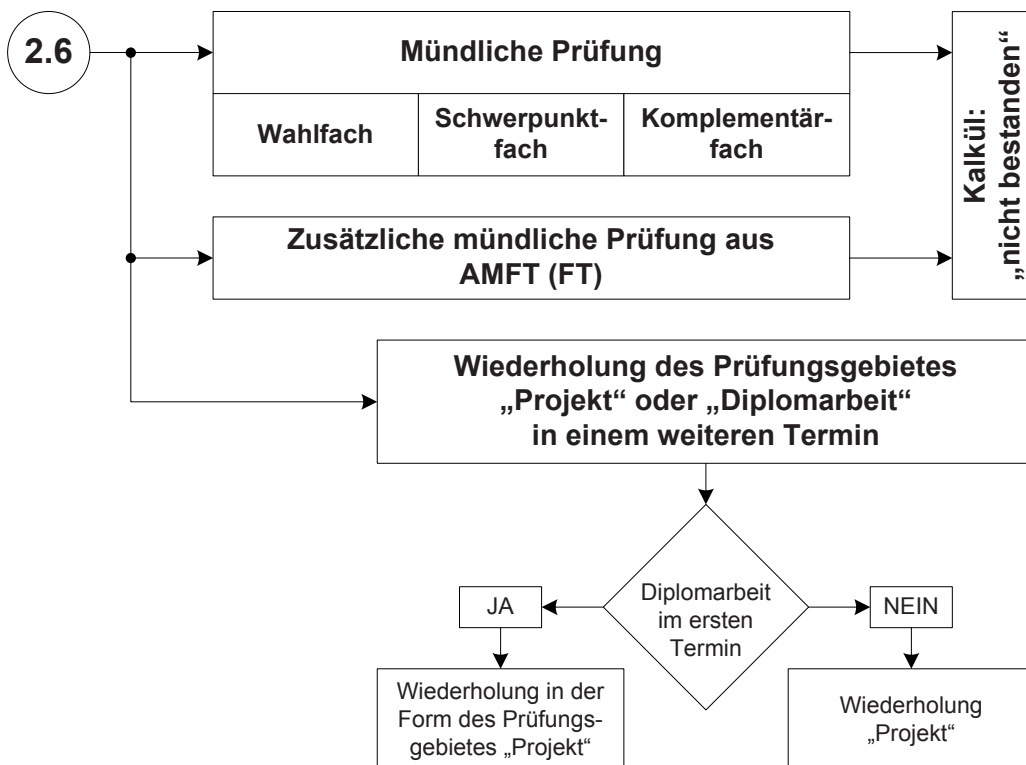 2.6
Mündliche Prüfung
Wahlfach
Schwerpunkt-
fach
Komplementär-
fach
Kalkül:
„nicht bestanden“
Zusätzliche mündliche Prüfung aus
AMFT (FT)
Wiederholung des Prüfungsgebietes
„Projekt“ oder „Diplomarbeit“
in einem weiteren Termin
Diplomarbeit
im ersten
Termin
JA
NEIN
Wiederholung in der
Form des Prüfungs-
gebietes „Projekt“
Wiederholung
„Projekt“